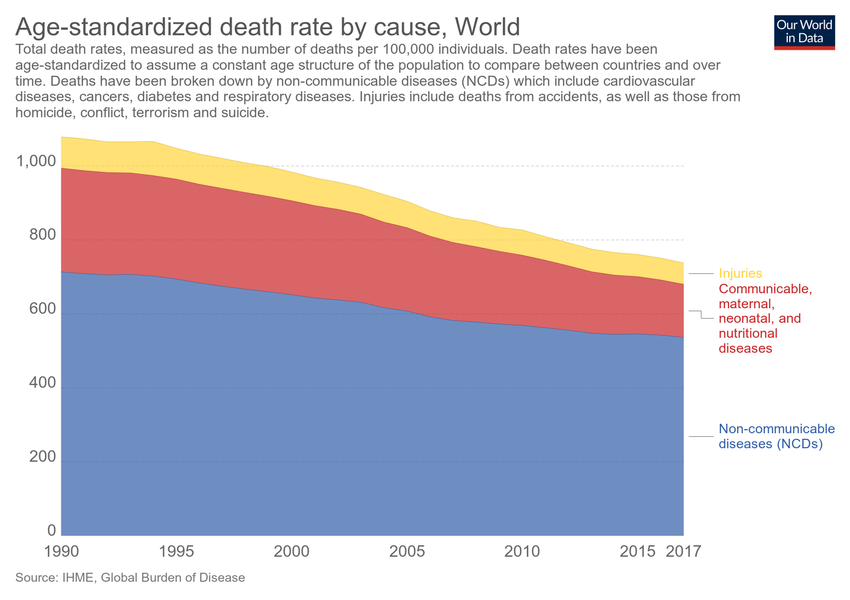 Age-standardized death rate by cause, World
Our World
in Data
Total death rates, measured as the number of deaths per 100,000 individuals. Death rates have been
age-standardized to assume a constant age structure of the population to compare between countries and over
time. Deaths have been broken down by non-communicable diseases (NCDs) which include cardiovascular
diseases, cancers, diabetes and respiratory diseases. Injuries include deaths from accidents, as well as those from
homicide, conflict, terrorism and suicide.
1,000
800
600
400
200
0
Injuries
Communicable,
maternal,
neonatal, and
nutritional
diseases
Non-communicable
diseases (NCDs)
1990 1995 2000 2005 2010 2015 2017
Source: IHME, Global Burden of Disease